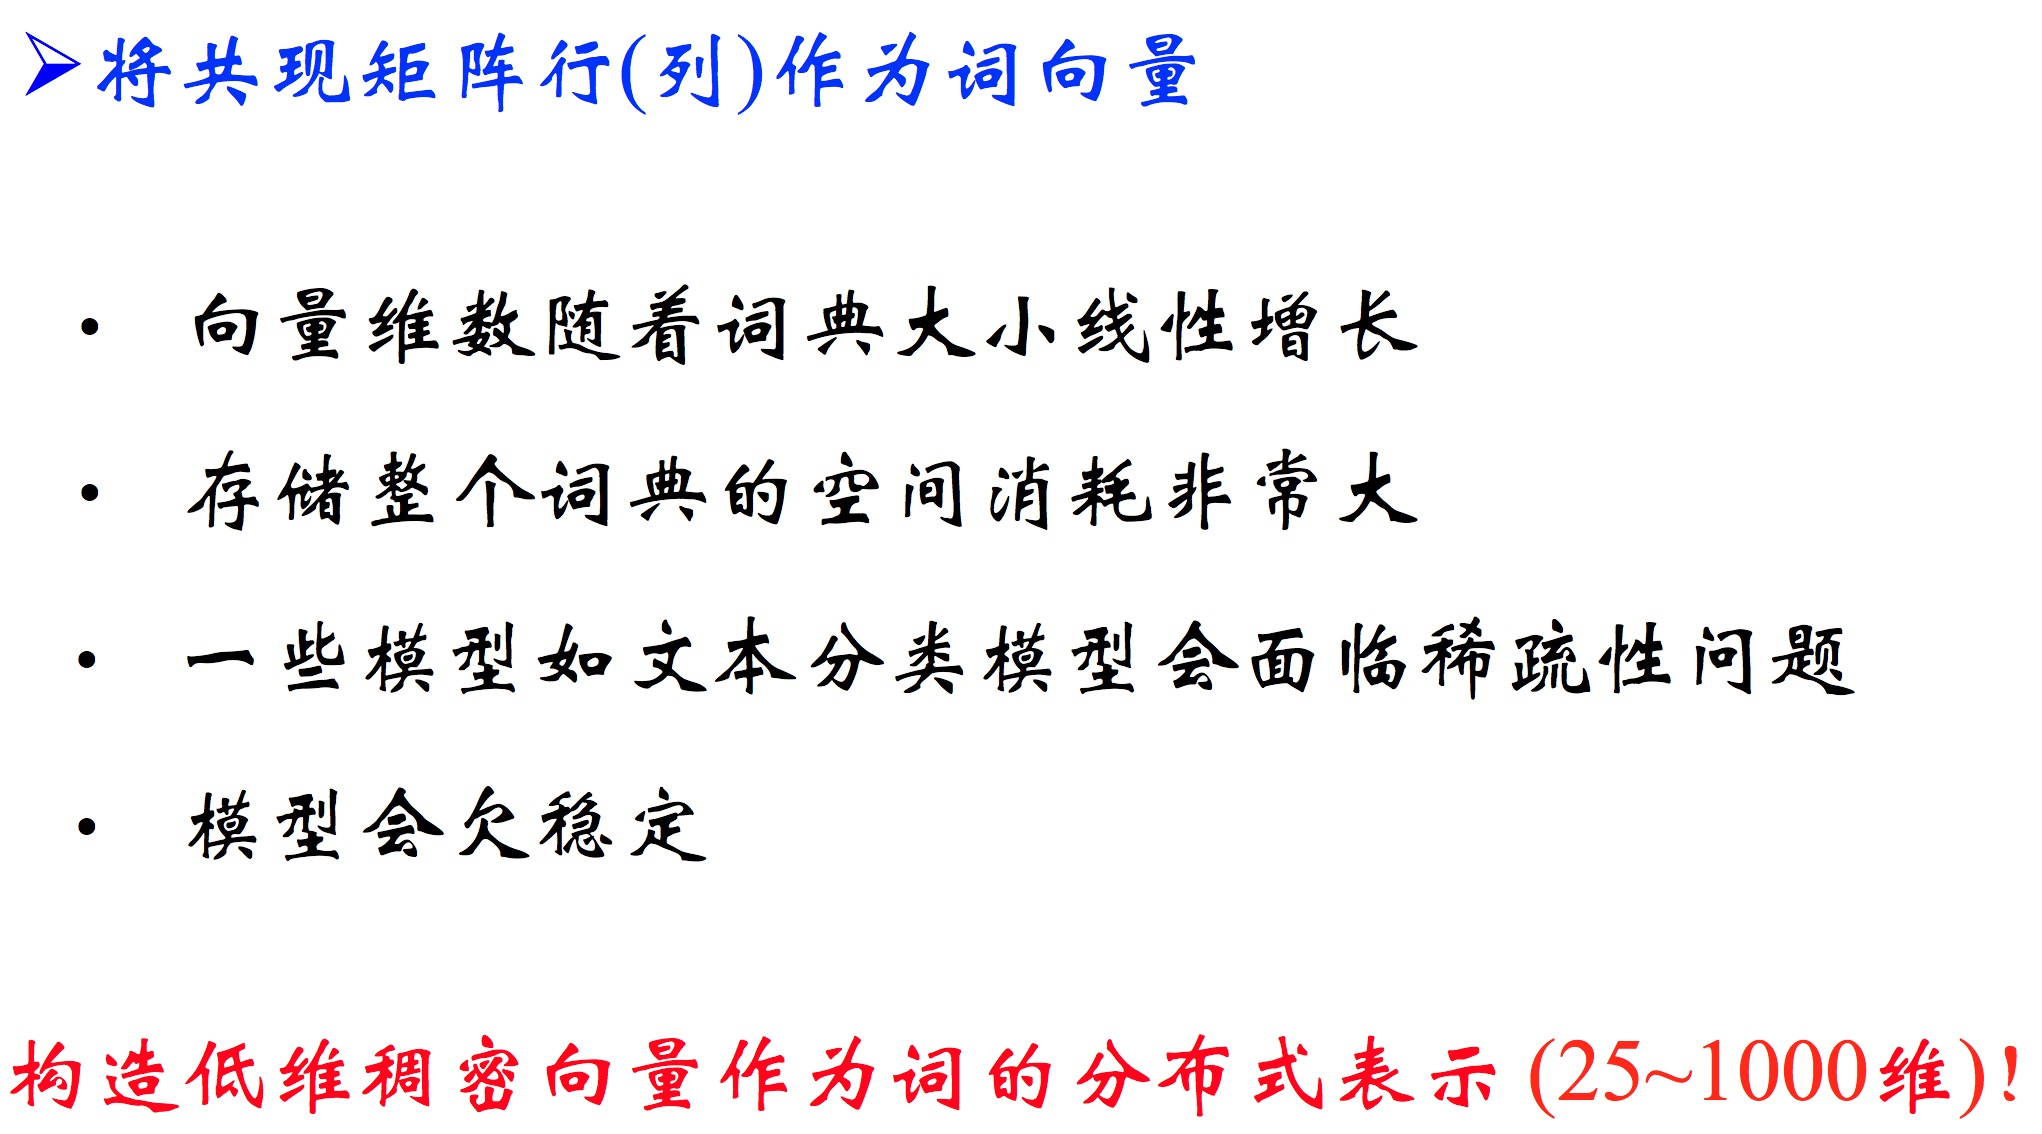 ➢将共现矩阵行(列)作为词向量
• 向量维数随着词典大小线性增长
• 存储整个词典的空间消耗非常大
• 一些模型如文本分类模型会面临稀疏性问题
• 模型会欠稳定
构造低维稠密向量作为词的分布式表示(25~1000维)!